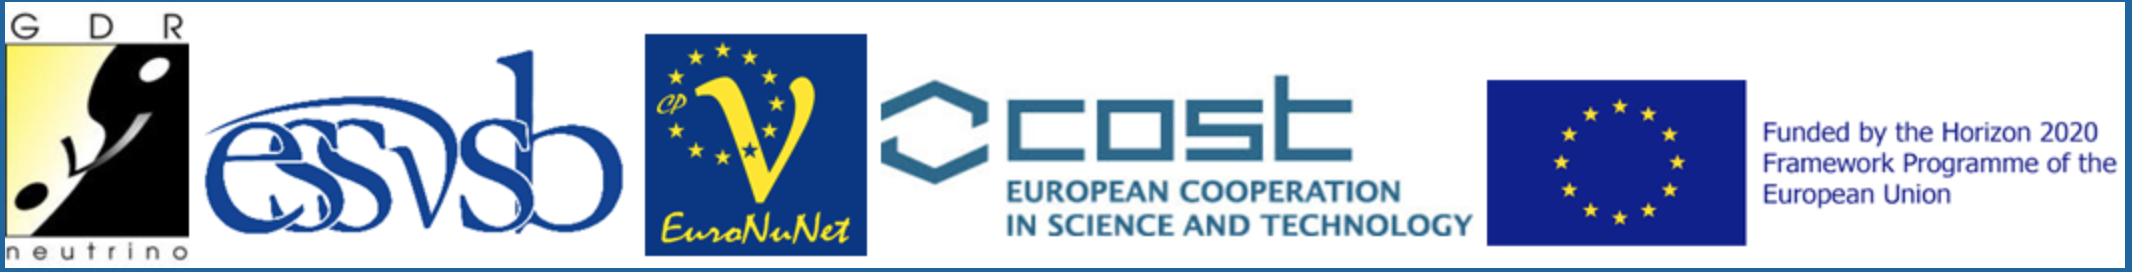 G D R
neutrino
essνsb
CP
ν
EuroNuNet
cost
EUROPEAN COOPERATION
IN SCIENCE AND TECHNOLOGY
Funded by the Horizon 2020
Framework Programme of the
European Union